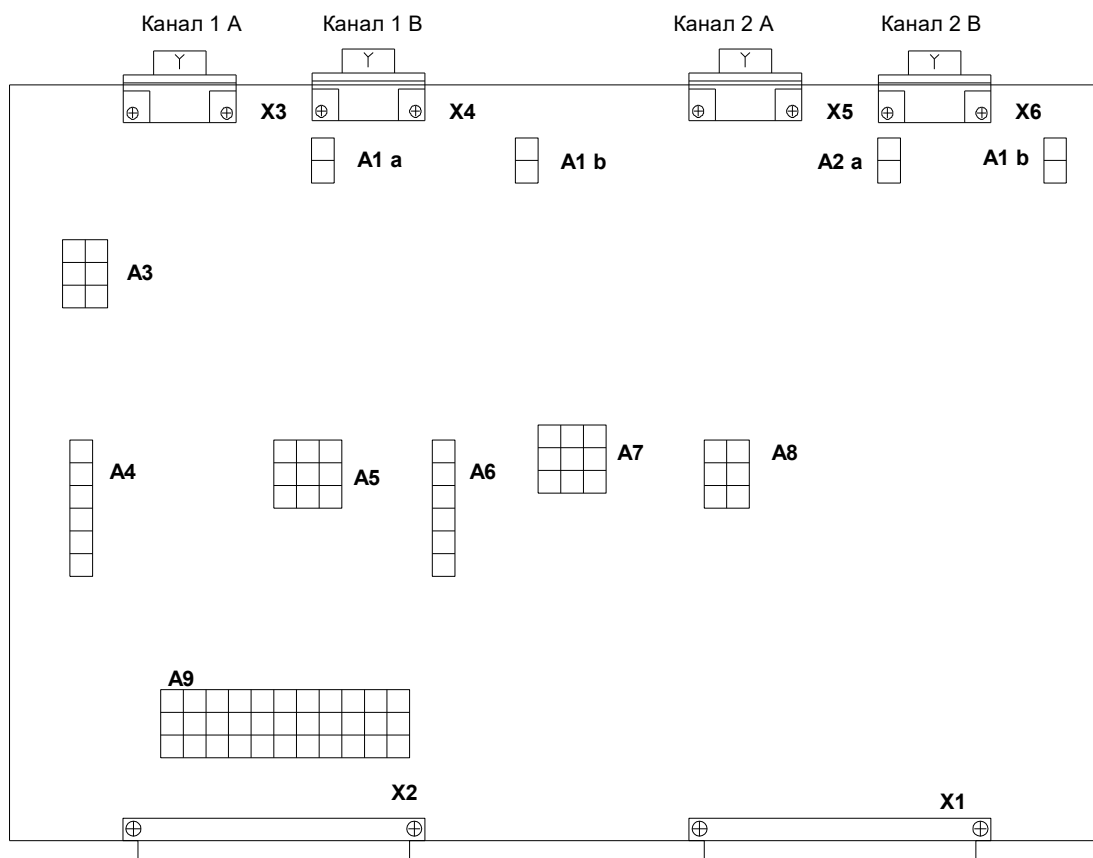 Канал 1 А
Канал 1 В
Канал 2 А
Канал 2 В
X3
X4
X5
X6
A1 a
A1 b
A2 a
A1 b
A3
A4
A5
A6
A7
A8
A9
X2
X1